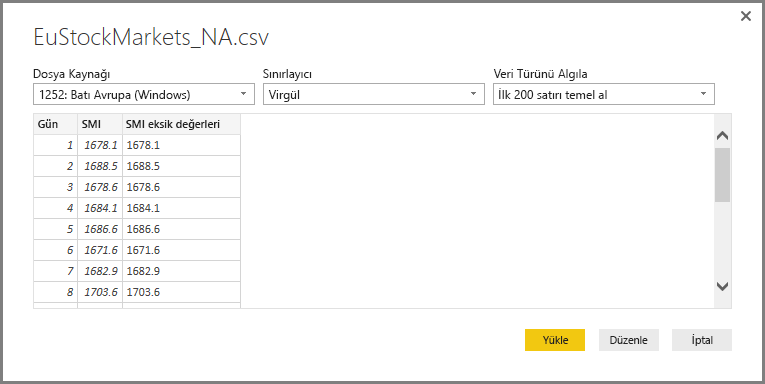 EuStockMarkets_NA.csv
Dosya Kaynağı Sınırlayıcı Veri Türünü Algıla
1252: Batı Avrupa (Windows) Virgül İlk 200 satırı temel al
Gün SMI SMI eksik değerleri
1 1678.1 1678.1
2 1688.5 1688.5
3 1678.6 1678.6
4 1684.1 1684.1
5 1686.6 1686.6
6 1671.6 1671.6
7 1682.9 1682.9
8 1703.6 1703.6
Yükle Düzenle İptal